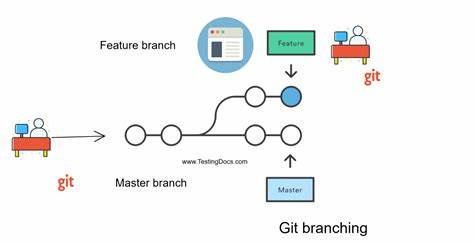 Feature branch
Feature
git
www.TestingDocs.com
git
Master branch
Master
Git branching